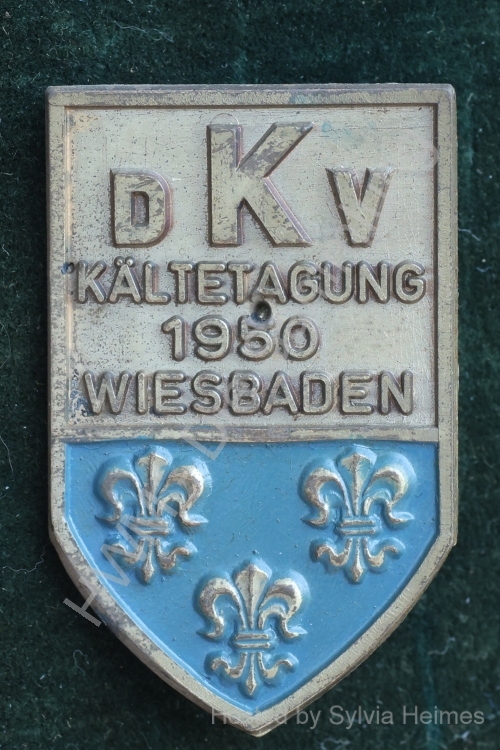 DKV
KÄLTETAGUNG
1950
WIESBADEN
Hosted by Sylvia Heimes